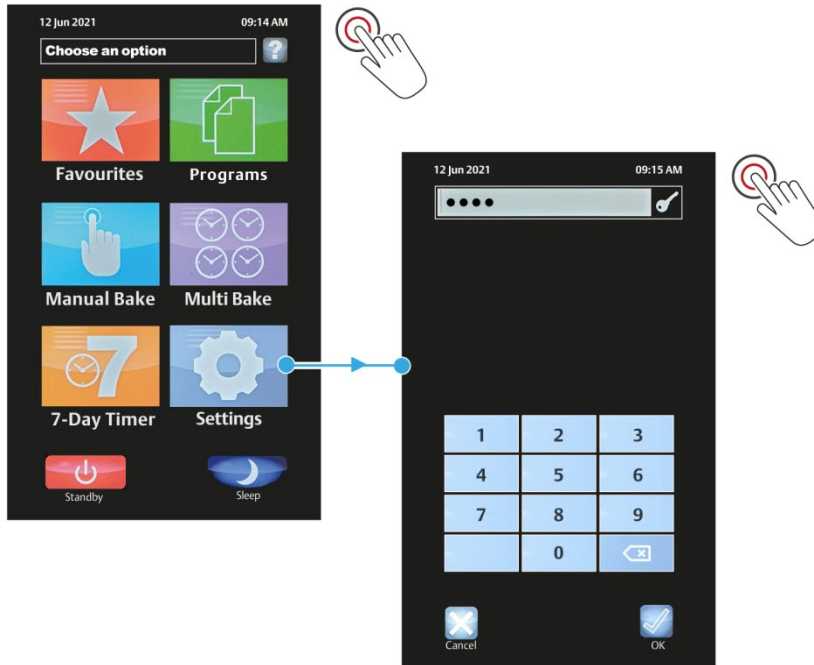 12 Jun 2021 09:14 AM
Choose an option ?
Favourites Programs
Manual Bake Multi Bake
7
7-Day Timer Settings
Standby Sleep
12 Jun 2021 09:15 AM
••••
1 2 3
4 5 6
7 8 9
0
Cancel OK